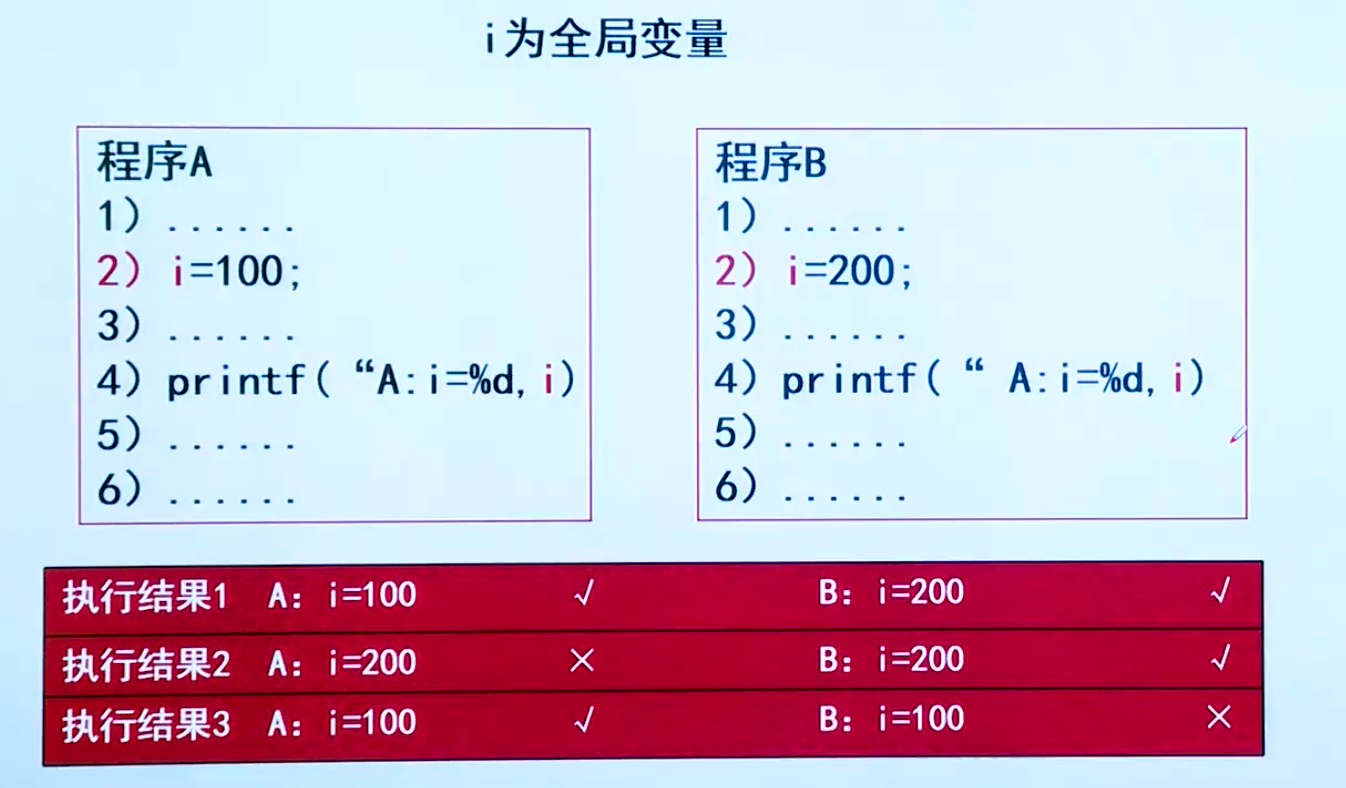 i为全局变量
程序A
1) ......
2) i=100;
3) ......
4) printf( “A:i=%d, i)
5) ......
6) ......
程序B
1) ......
2) i=200;
3) ......
4) printf( “ A:i=%d, i)
5) ......
6) ......
执行结果1 A: i=100 √ B: i=200 √
执行结果2 A: i=200 × B: i=200 √
执行结果3 A: i=100 √ B: i=100 ×